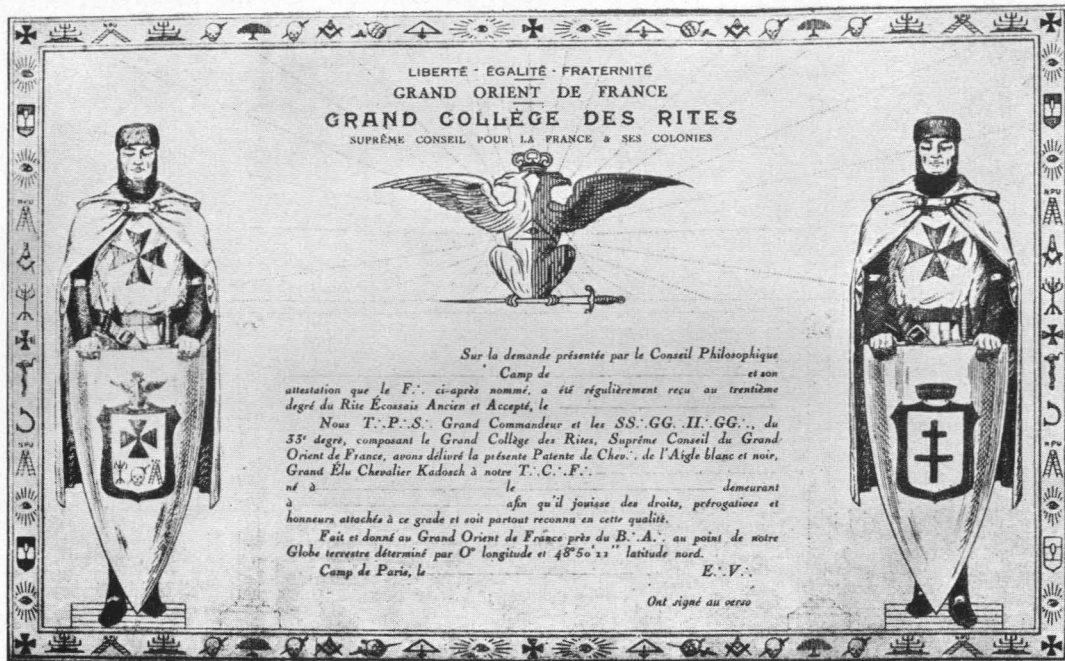 LIBERTÉ - ÉGALITÉ - FRATERNITÉ
GRAND ORIENT DE FRANCE
GRAND COLLÈGE DES RITES
SUPRÊME CONSEIL POUR LA FRANCE & SES COLONIES
Sur la demande présentée par le Conseil Philosophique
Camp de et son
attestation que le F∴ ci-après nommé, a été régulièrement reçu au trentième
degré du Rite Écossais Ancien et Accepté, le
Nous T∴P∴S∴ Grand Commandeur et les SS∴GG∴II∴GG∴, du
33e degré, composant le Grand Collège des Rites, Suprême Conseil du Grand
Orient de France, avons délivré la présente Patente de Chev∴ de l'Aigle blanc et noir,
Grand Élu Chevalier Kadosch à notre T∴C∴F∴
né à le demeurant
à afin qu'il jouisse des droits, prérogatives et
honneurs attachés à ce grade et soit partout reconnu en cette qualité.
Fait et donné au Grand Orient de France près du B∴A∴ au point de notre
Globe terrestre déterminé par 0° longitude et 48°50'11" latitude nord.
Camp de Paris, le E∴V∴
Ont signé au verso
NPU
NPU
NPU
NPU